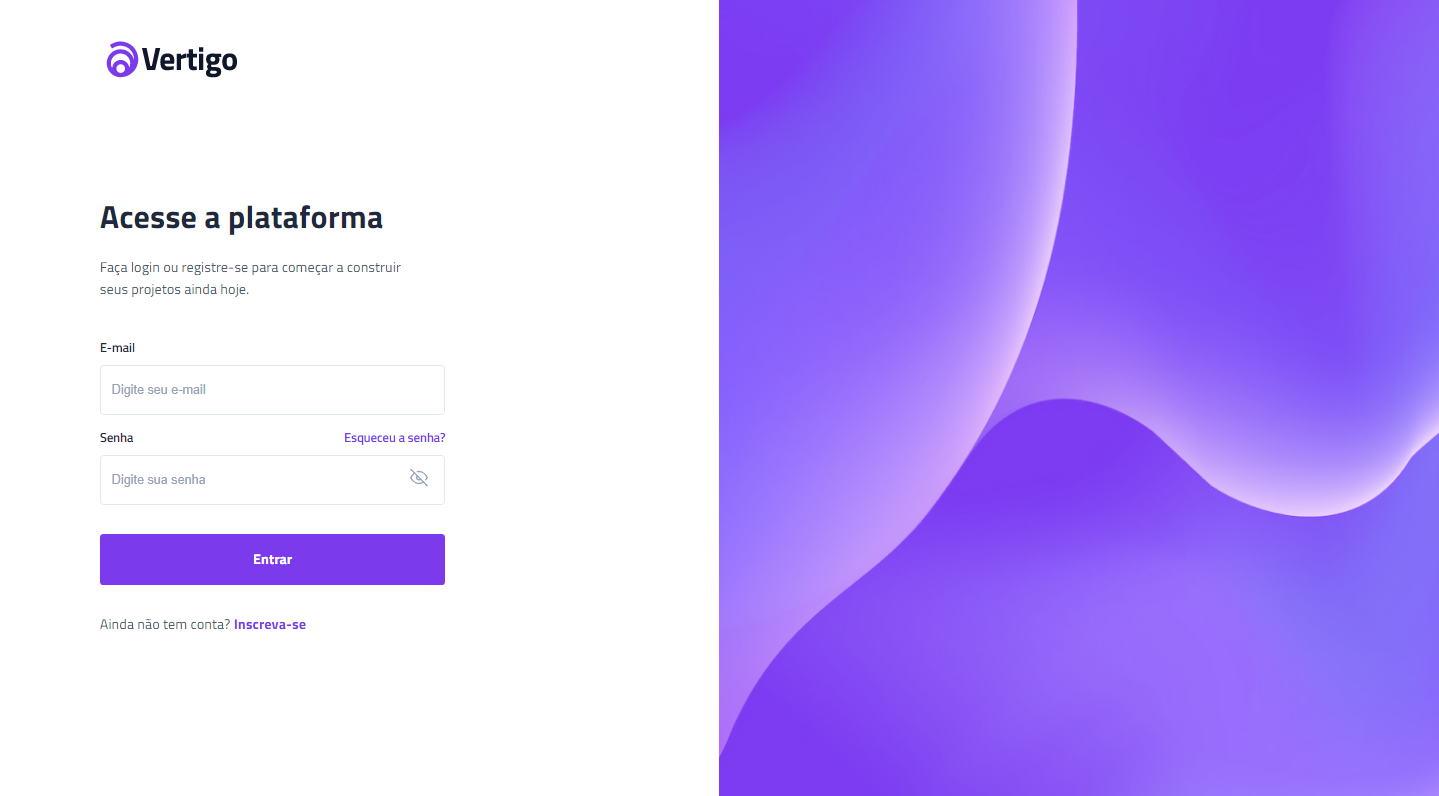 Vertigo
Acesse a plataforma
Faça login ou registre-se para começar a construir
seus projetos ainda hoje.
E-mail
Digite seu e-mail
Senha Esqueceu a senha?
Digite sua senha
Entrar
Ainda não tem conta? Inscreva-se